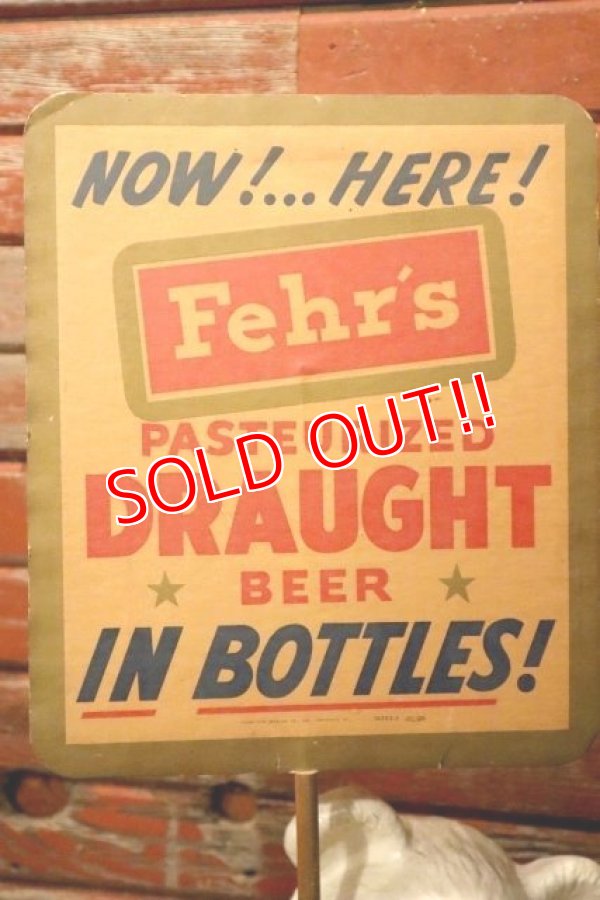 NOW!...HERE!
Fehr's
PASTEURIZED
SOLD OUT!!
DRAUGHT
BEER
IN BOTTLES!